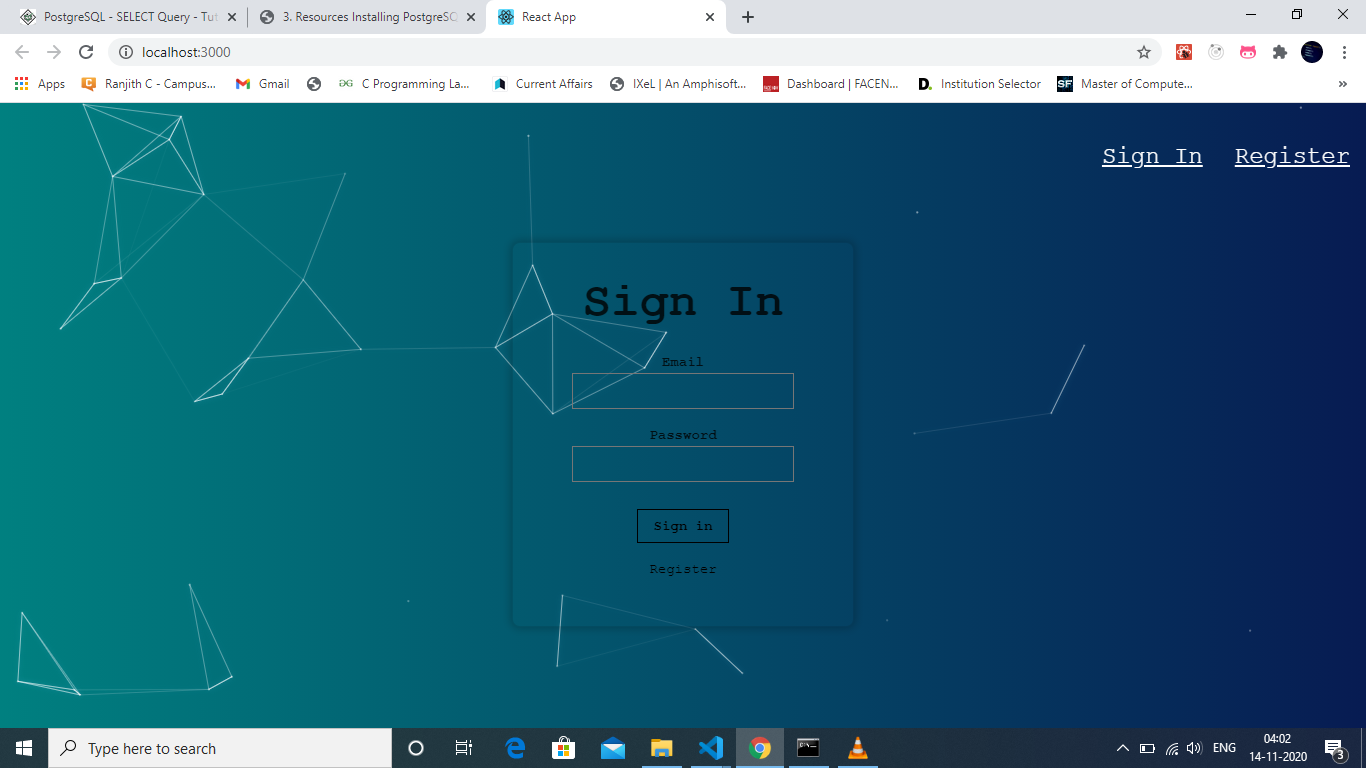 PostgreSQL - SELECT Query - Tut
3. Resources Installing PostgreSQ
React App
localhost:3000
Apps
Ranjith C - Campus...
Gmail
C Programming La...
Current Affairs
IXeL | An Amphisoft...
Dashboard | FACEN...
Institution Selector
SF
Master of Compute...
»
Sign In
Register
Sign In
Email
Password
Sign in
Register
Type here to search
ENG
04:02
14-11-2020
3